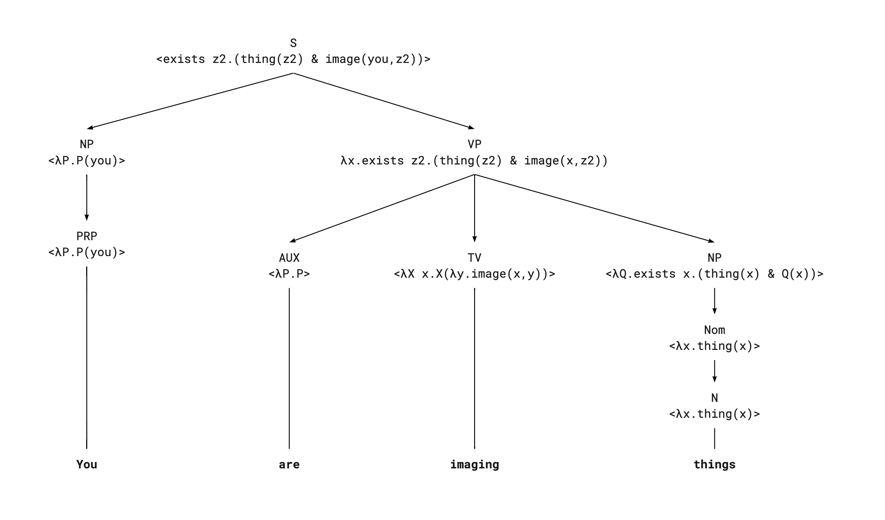 S
<exists z2.(thing(z2) & image(you,z2))>
NP
<λP.P(you)>
VP
λx.exists z2.(thing(z2) & image(x,z2))
PRP
<λP.P(you)>
AUX
<λP.P>
TV
<λX x.X(λy.image(x,y))>
NP
<λQ.exists x.(thing(x) & Q(x))>
Nom
<λx.thing(x)>
N
<λx.thing(x)>
You are imaging things